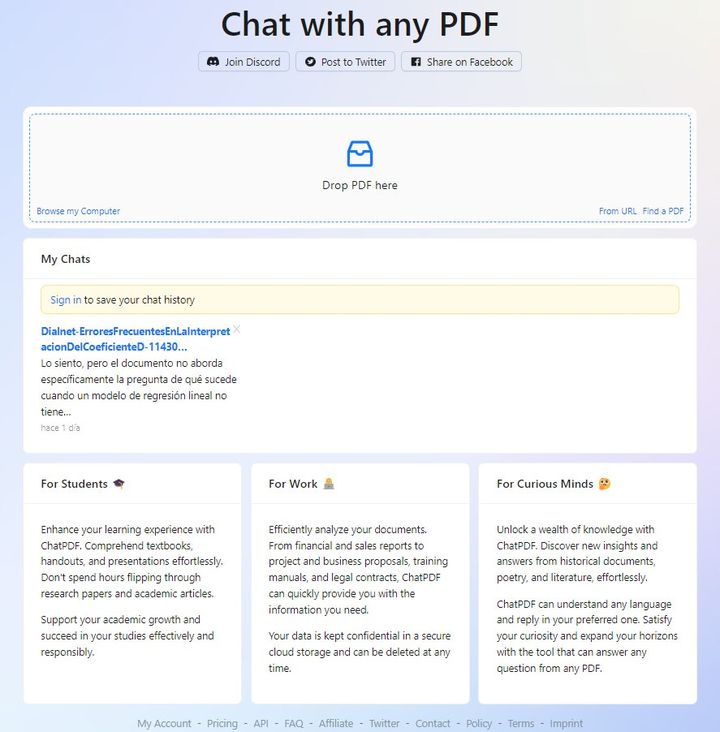 Chat with any PDF
Join Discord
Post to Twitter
Share on Facebook
Drop PDF here
Browse my Computer
From URL
Find a PDF
My Chats
Sign in to save your chat history
Dialnet-ErroresFrecuentesEnLaInterpret
acionDelCoeficienteD-11430...
Lo siento, pero el documento no aborda
específicamente la pregunta de qué sucede
cuando un modelo de regresión lineal no
tiene...
hace 1 día
For Students
Enhance your learning experience with
ChatPDF. Comprehend textbooks,
handouts, and presentations effortlessly.
Don't spend hours flipping through
research papers and academic articles.
Support your academic growth and
succeed in your studies effectively and
responsibly.
For Work
Efficiently analyze your documents.
From financial and sales reports to
project and business proposals, training
manuals, and legal contracts, ChatPDF
can quickly provide you with the
information you need.
Your data is kept confidential in a secure
cloud storage and can be deleted at any
time.
For Curious Minds
Unlock a wealth of knowledge with
ChatPDF. Discover new insights and
answers from historical documents,
poetry, and literature, effortlessly.
ChatPDF can understand any language
and reply in your preferred one. Satisfy
your curiosity and expand your horizons
with the tool that can answer any
question from any PDF.
My Account - Pricing - API - FAQ - Affiliate - Twitter - Contact - Policy - Terms - Imprint